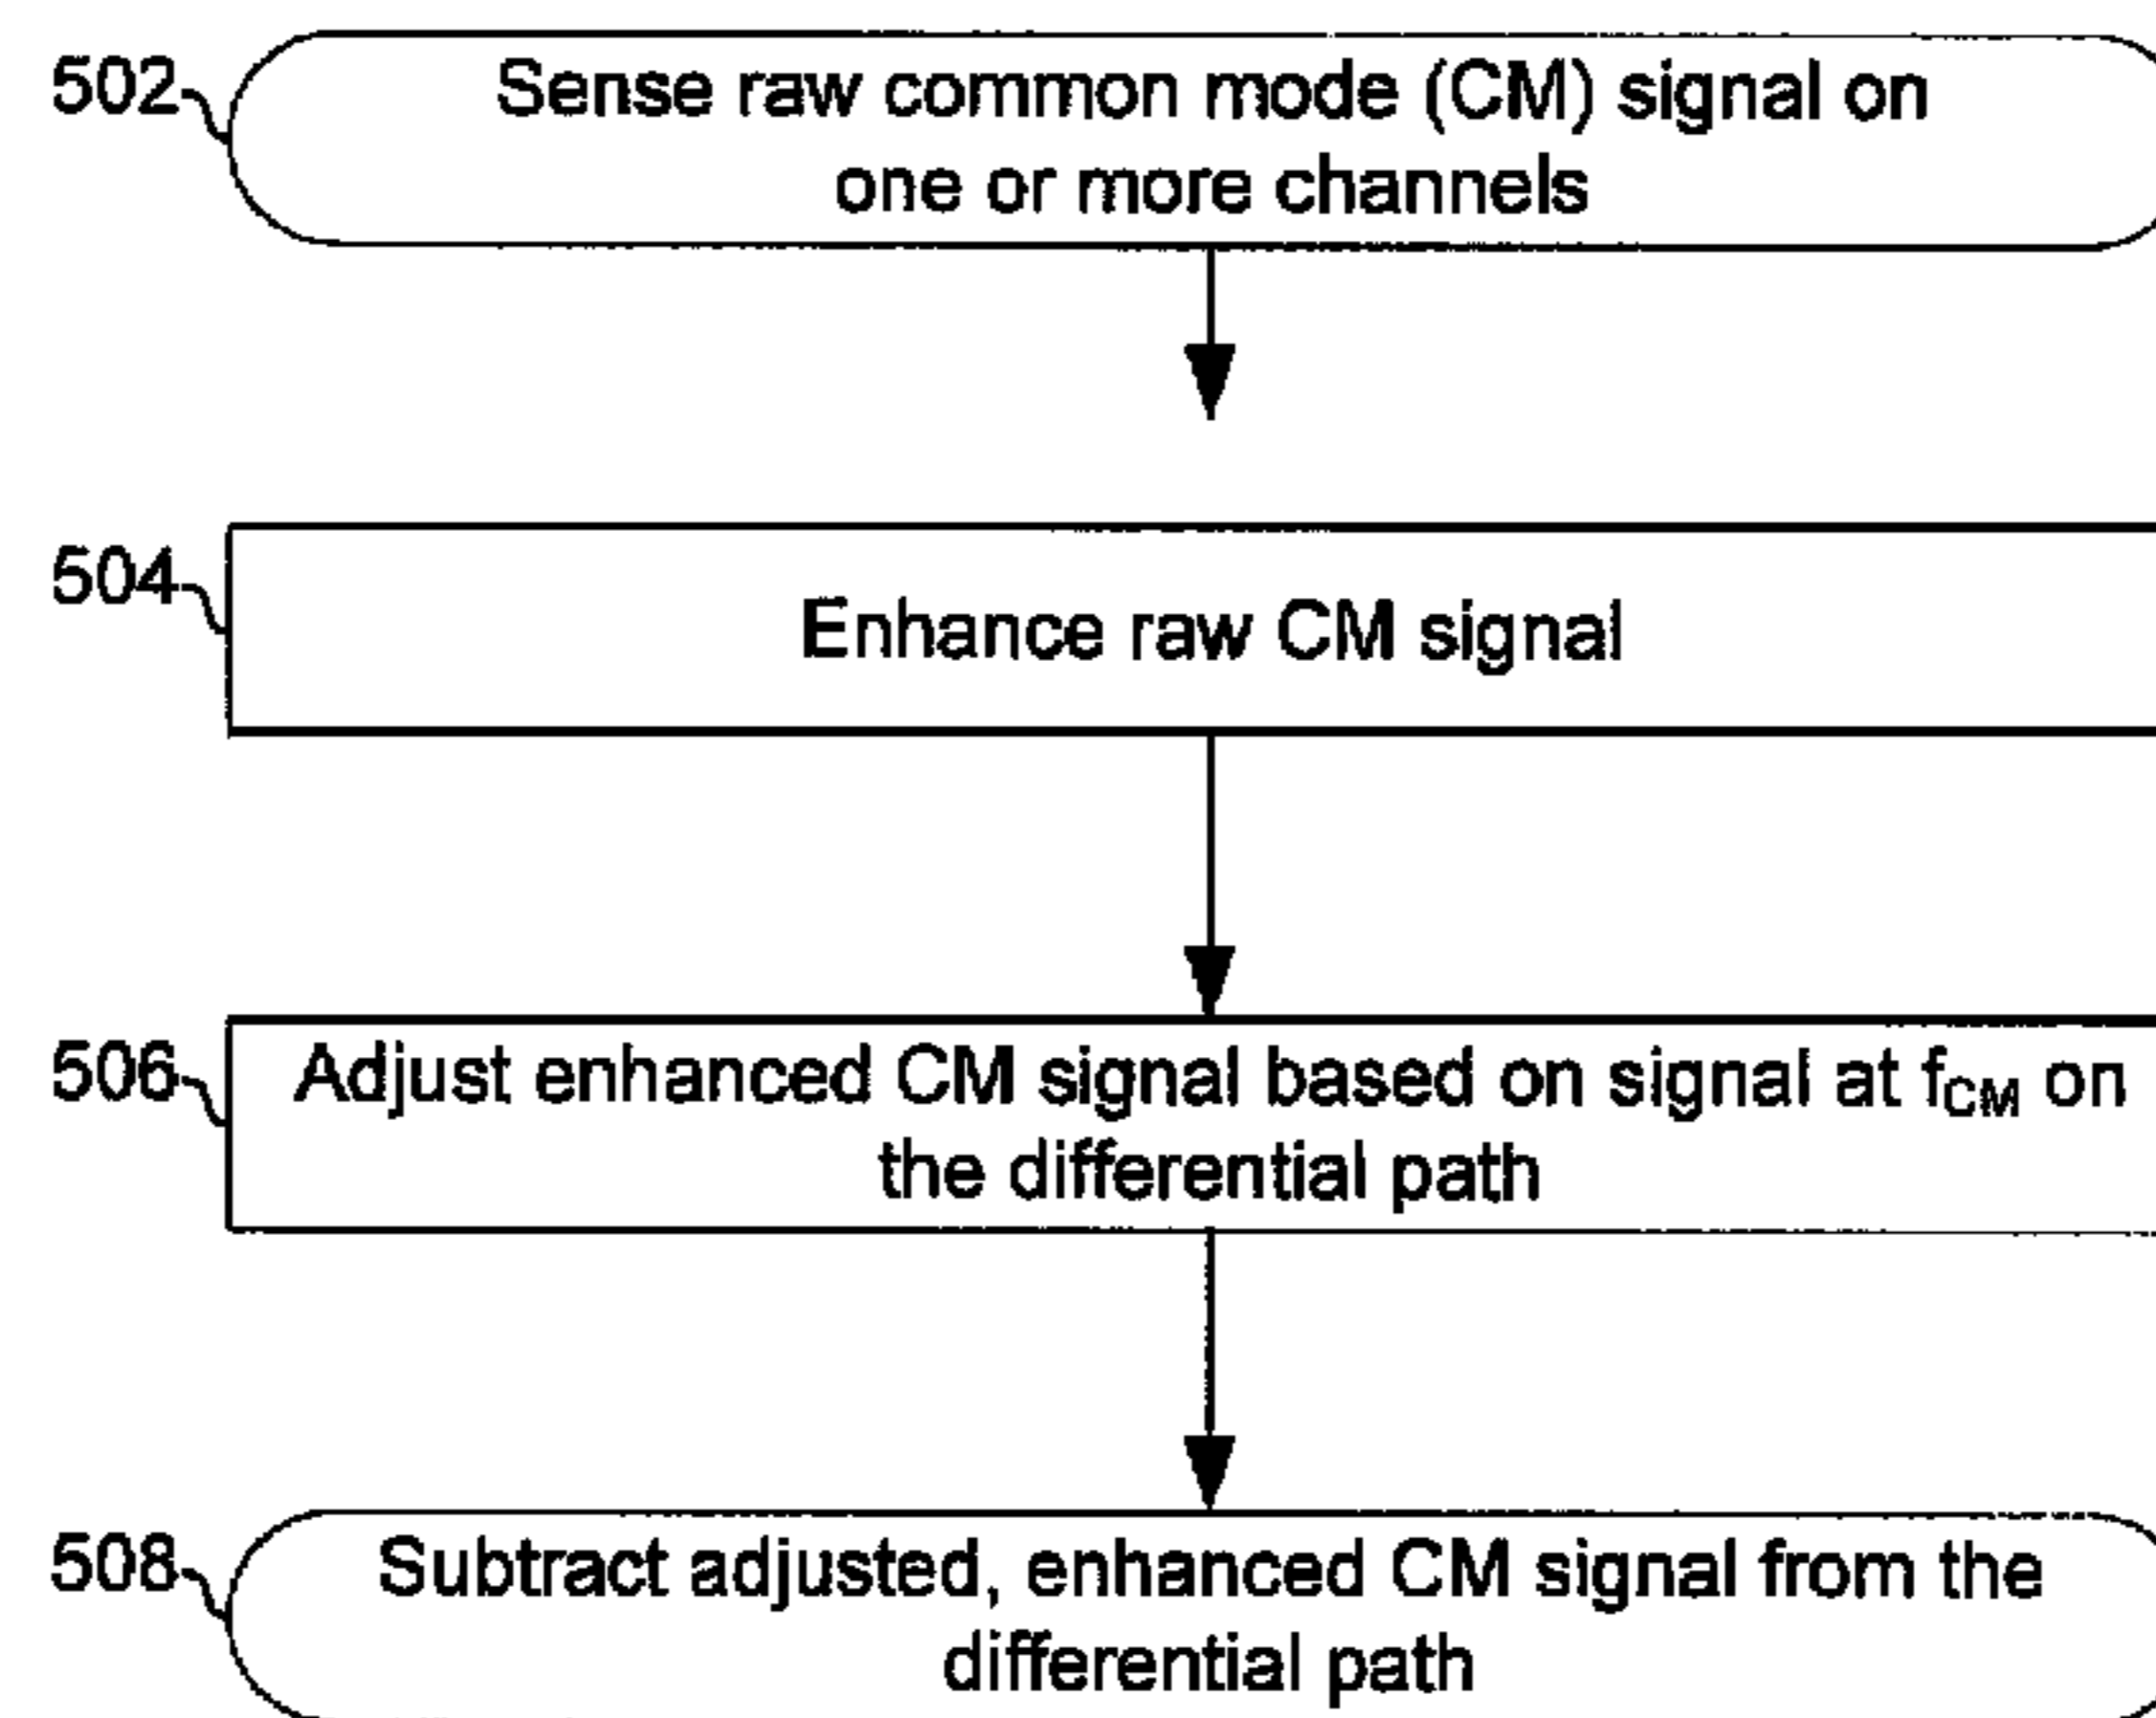 502
Sense raw common mode (CM) signal on
one or more channels
504
Enhance raw CM signal
506
Adjust enhanced CM signal based on signal at fCM on
the differential path
508
Subtract adjusted, enhanced CM signal from the
differential path